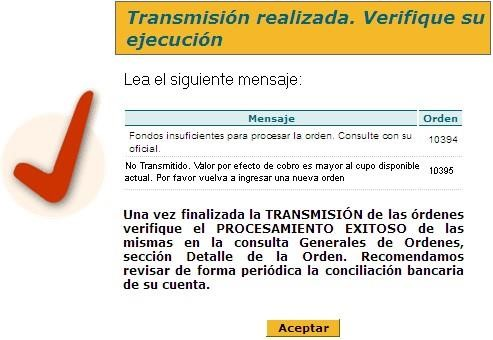 Transmisión realizada. Verifique su
ejecución
Lea el siguiente mensaje:
Mensaje Orden
Fondos insuficientes para procesar la orden. Consulte con su
oficial. 10394
No Transmitido. Valor por efecto de cobro es mayor al cupo disponible
actual. Por favor vuelva a ingresar una nueva orden 10395
Una vez finalizada la TRANSMISIÓN de las órdenes
verifique el PROCESAMIENTO EXITOSO de las
mismas en la consulta Generales de Ordenes,
sección Detalle de la Orden. Recomendamos
revisar de forma periódica la conciliación bancaria
de su cuenta.
Aceptar